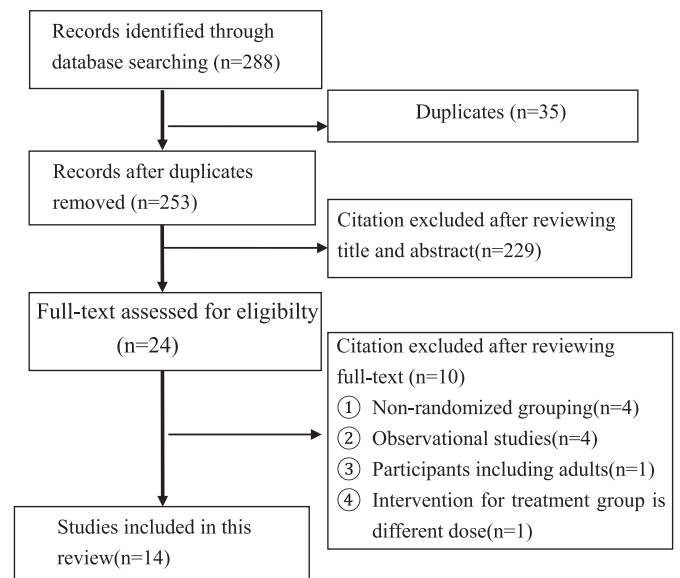 Records identified through
database searching (n=288)
Duplicates (n=35)
Records after duplicates
removed (n=253)
Citation excluded after reviewing
title and abstract(n=229)
Full-text assessed for eligibilty
(n=24)
Citation excluded after reviewing
full-text (n=10)
① Non-randomized grouping(n=4)
② Observational studies(n=4)
③ Participants including adults(n=1)
④ Intervention for treatment group is
different dose(n=1)
Studies included in this
review(n=14)